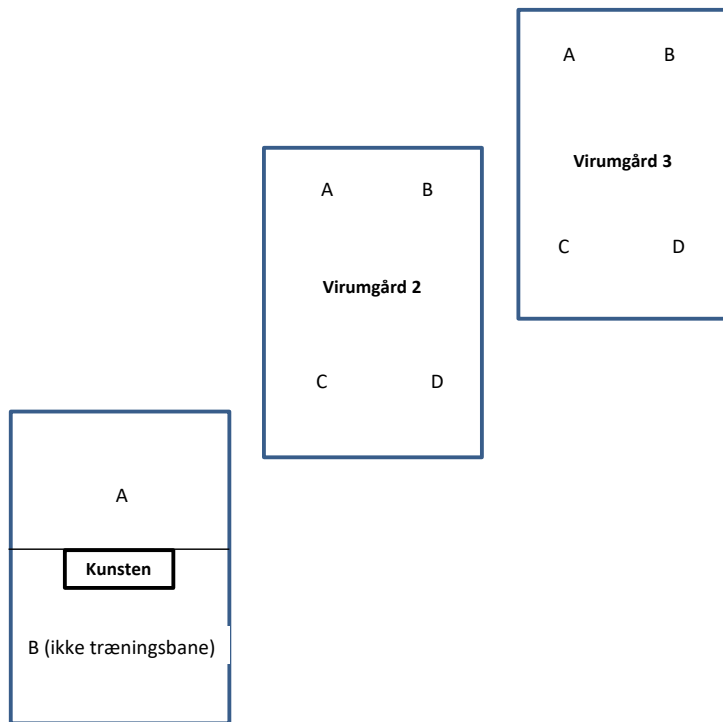 A B
Virumgård 3
C D
A B
Virumgård 2
C D
A
Kunsten
B (ikke træningsbane)